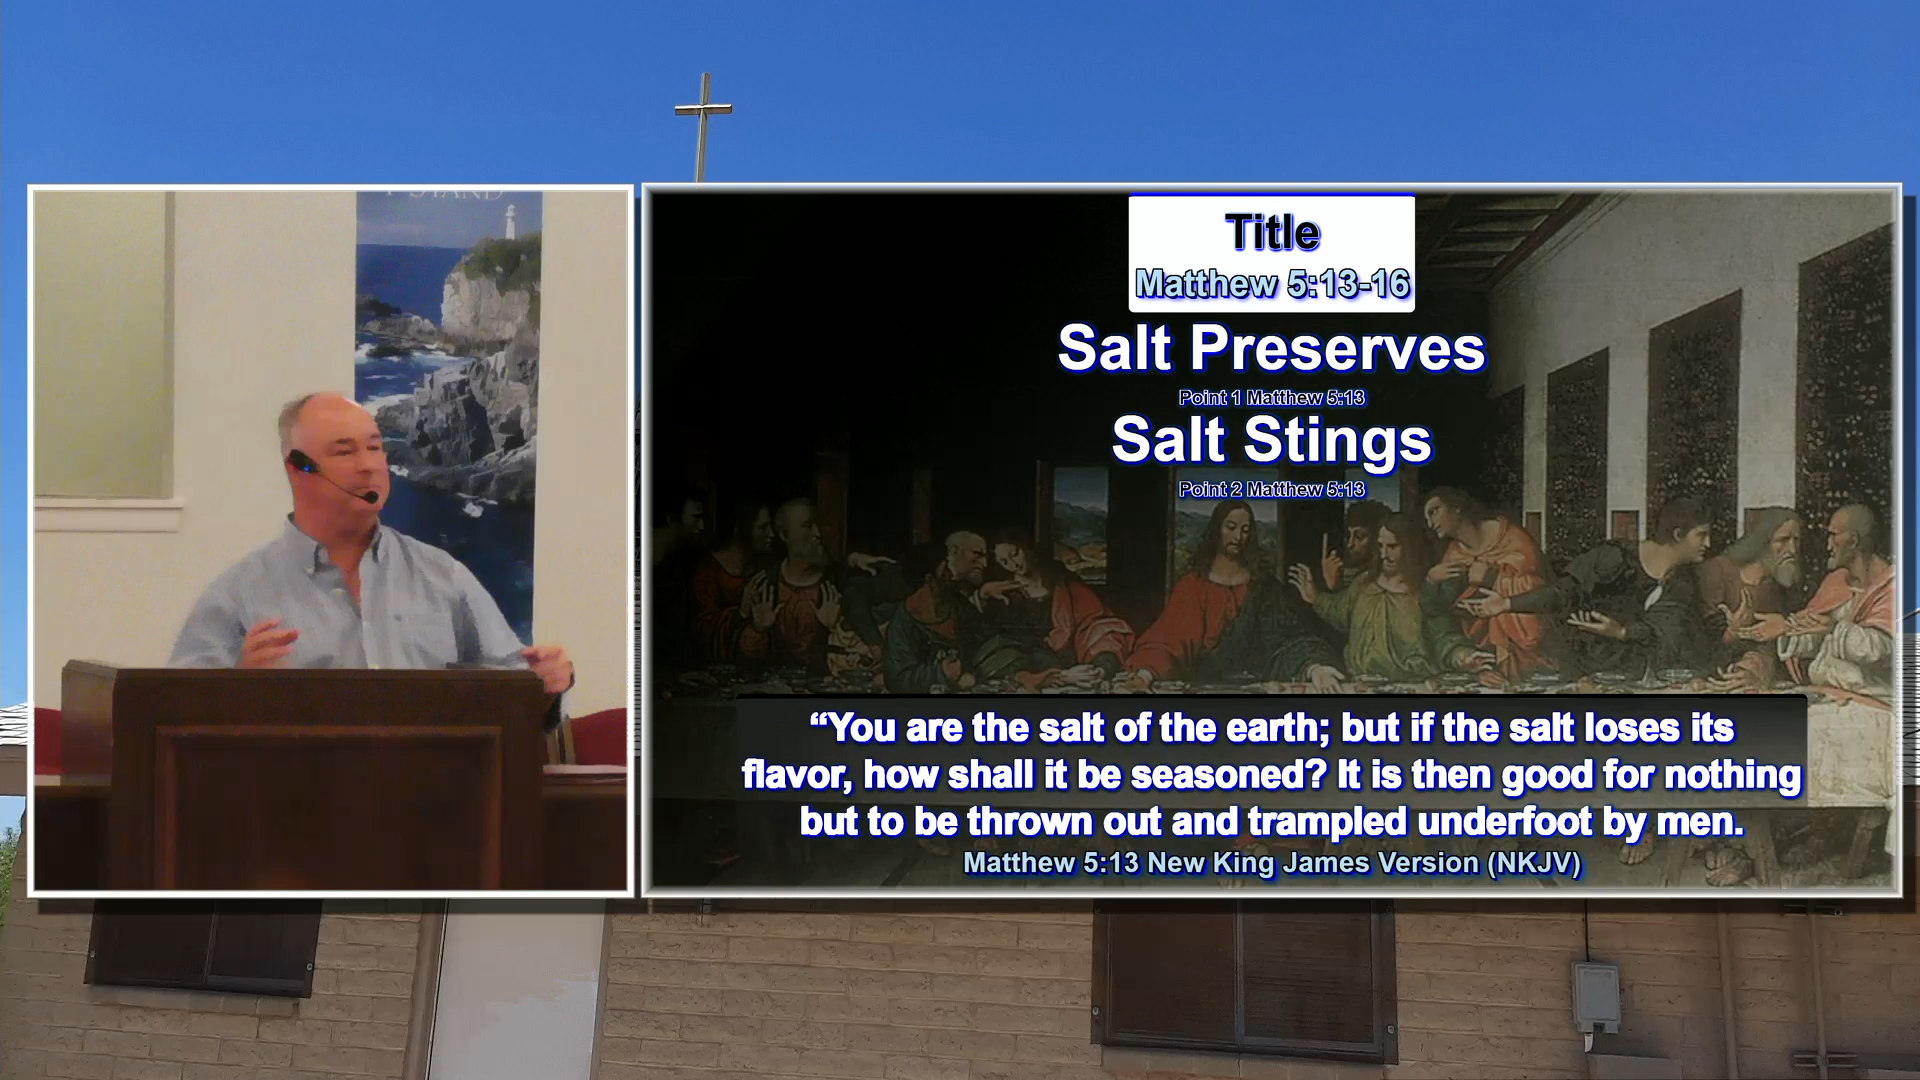 STAND
Title
Matthew 5:13-16
Salt Preserves
Point 1 Matthew 5:13
Salt Stings
Point 2 Matthew 5:13
“You are the salt of the earth; but if the salt loses its
flavor, how shall it be seasoned? It is then good for nothing
but to be thrown out and trampled underfoot by men.
Matthew 5:13 New King James Version (NKJV)